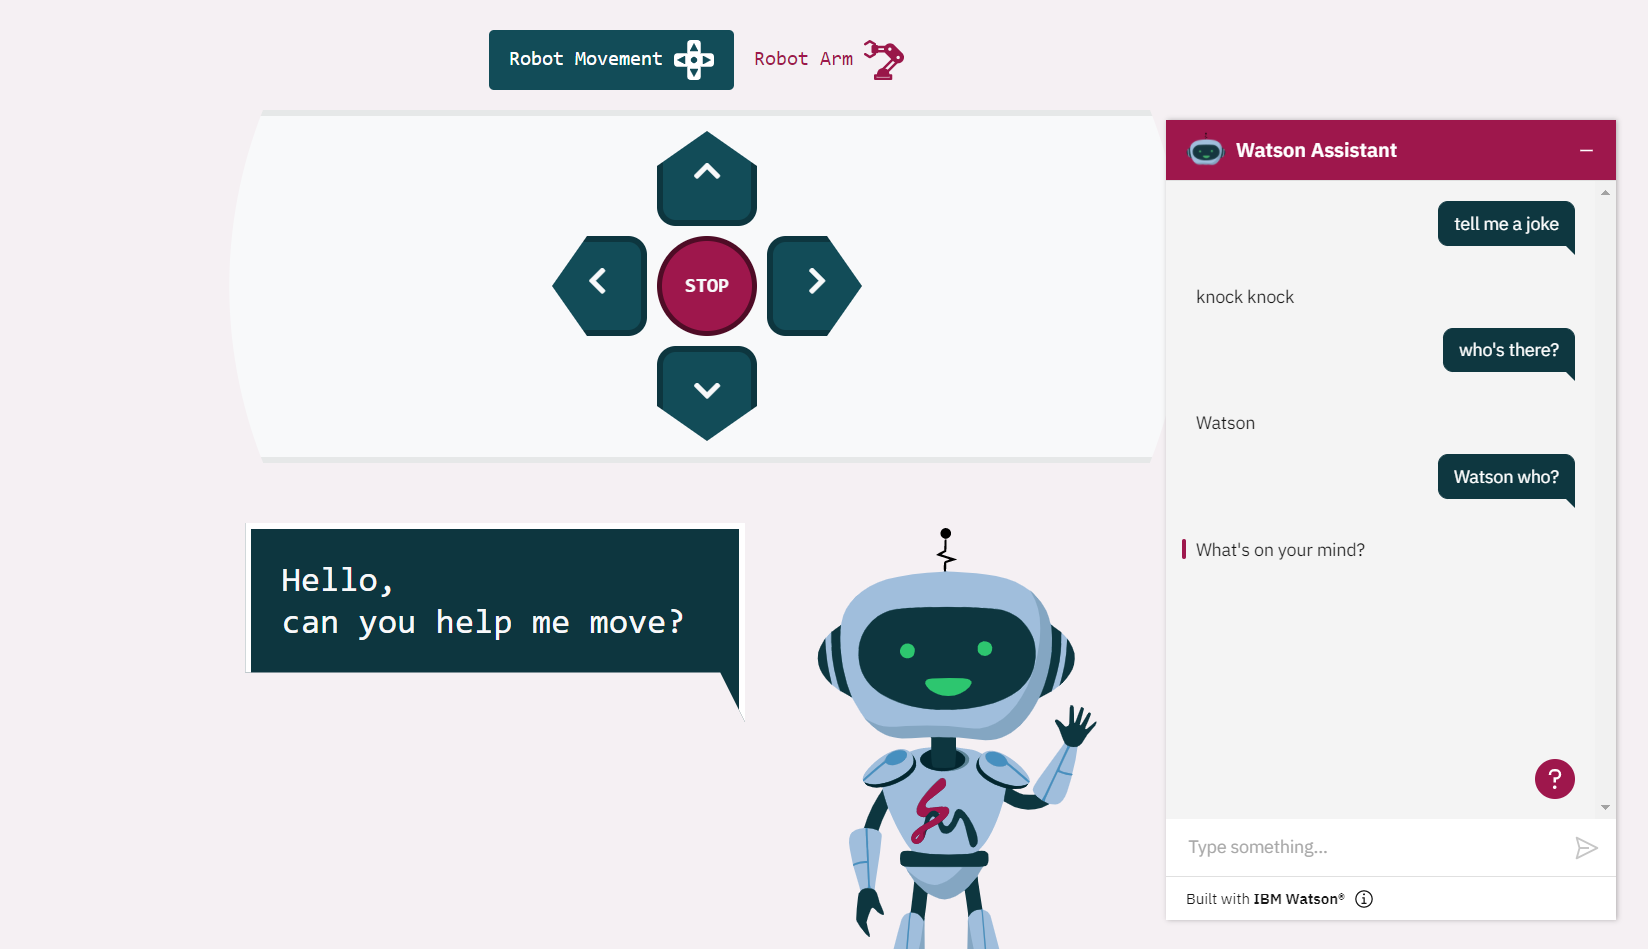 Robot Movement
Robot Arm
STOP
Hello,
can you help me move?
Watson Assistant
tell me a joke
knock knock
who's there?
Watson
Watson who?
What's on your mind?
?
Type something...
Built with IBM Watson®